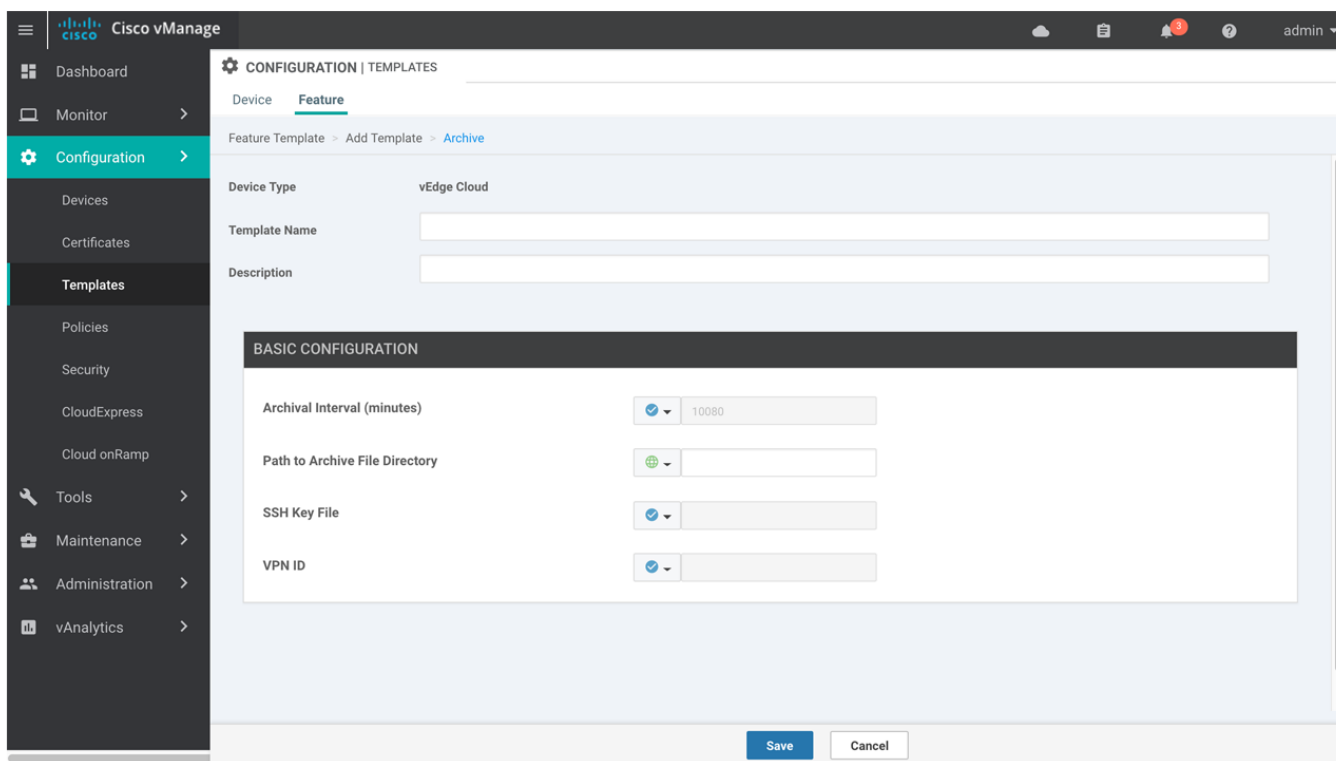 CISCO Cisco vManage
3
admin
Dashboard
Monitor
Configuration
Devices
Certificates
Templates
Policies
Security
CloudExpress
Cloud onRamp
Tools
Maintenance
Administration
vAnalytics
CONFIGURATION | TEMPLATES
Device Feature
Feature Template > Add Template > Archive
Device Type vEdge Cloud
Template Name
Description
BASIC CONFIGURATION
Archival Interval (minutes) 10080
Path to Archive File Directory
SSH Key File
VPN ID
Save Cancel